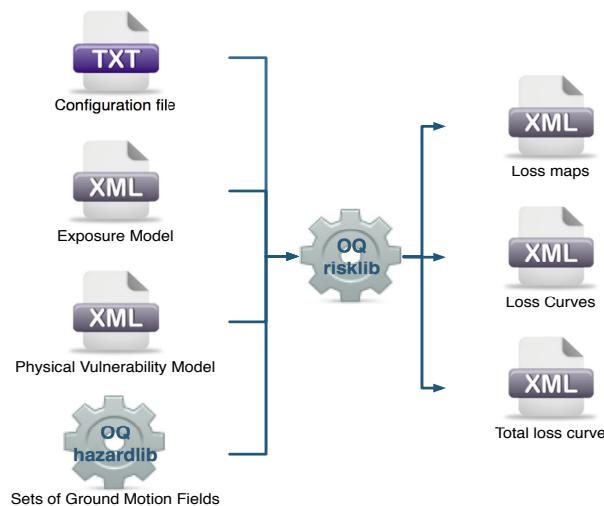 TXT
Configuration file
XML
Exposure Model
XML
Physical Vulnerability Model
OQ
hazardlib
Sets of Ground Motion Fields
OQ
risklib
XML
Loss maps
XML
Loss Curves
XML
Total loss curve